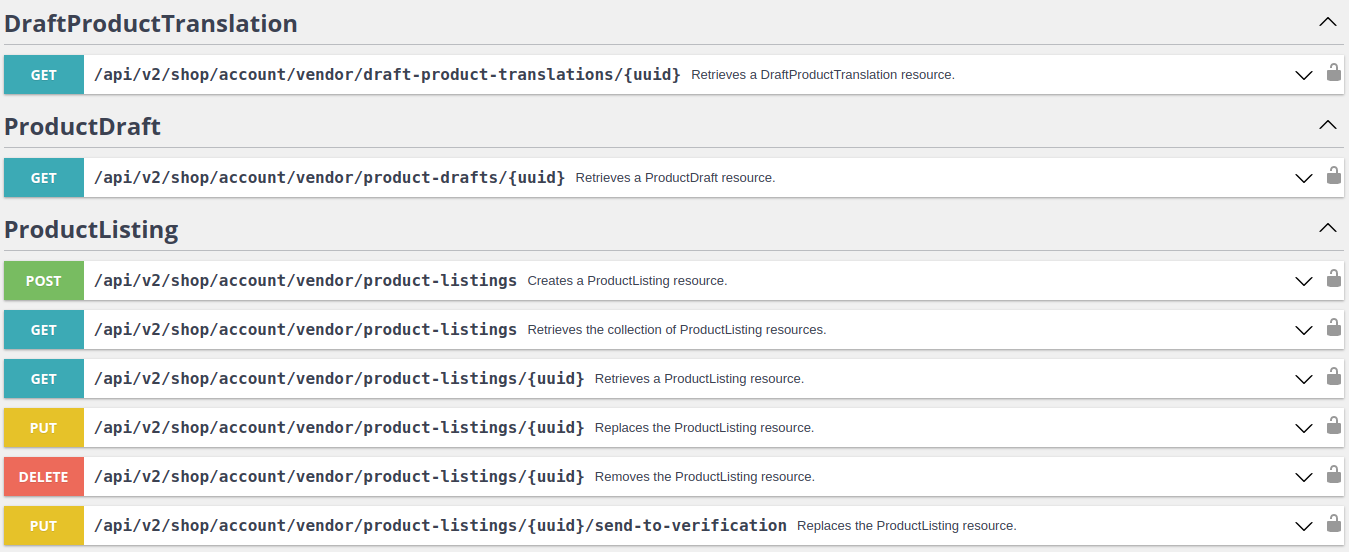 DraftProductTranslation
GET /api/v2/shop/account/vendor/draft-product-translations/{uuid} Retrieves a DraftProductTranslation resource.
ProductDraft
GET /api/v2/shop/account/vendor/product-drafts/{uuid} Retrieves a ProductDraft resource.
ProductListing
POST /api/v2/shop/account/vendor/product-listings Creates a ProductListing resource.
GET /api/v2/shop/account/vendor/product-listings Retrieves the collection of ProductListing resources.
GET /api/v2/shop/account/vendor/product-listings/{uuid} Retrieves a ProductListing resource.
PUT /api/v2/shop/account/vendor/product-listings/{uuid} Replaces the ProductListing resource.
DELETE /api/v2/shop/account/vendor/product-listings/{uuid} Removes the ProductListing resource.
PUT /api/v2/shop/account/vendor/product-listings/{uuid}/send-to-verification Replaces the ProductListing resource.